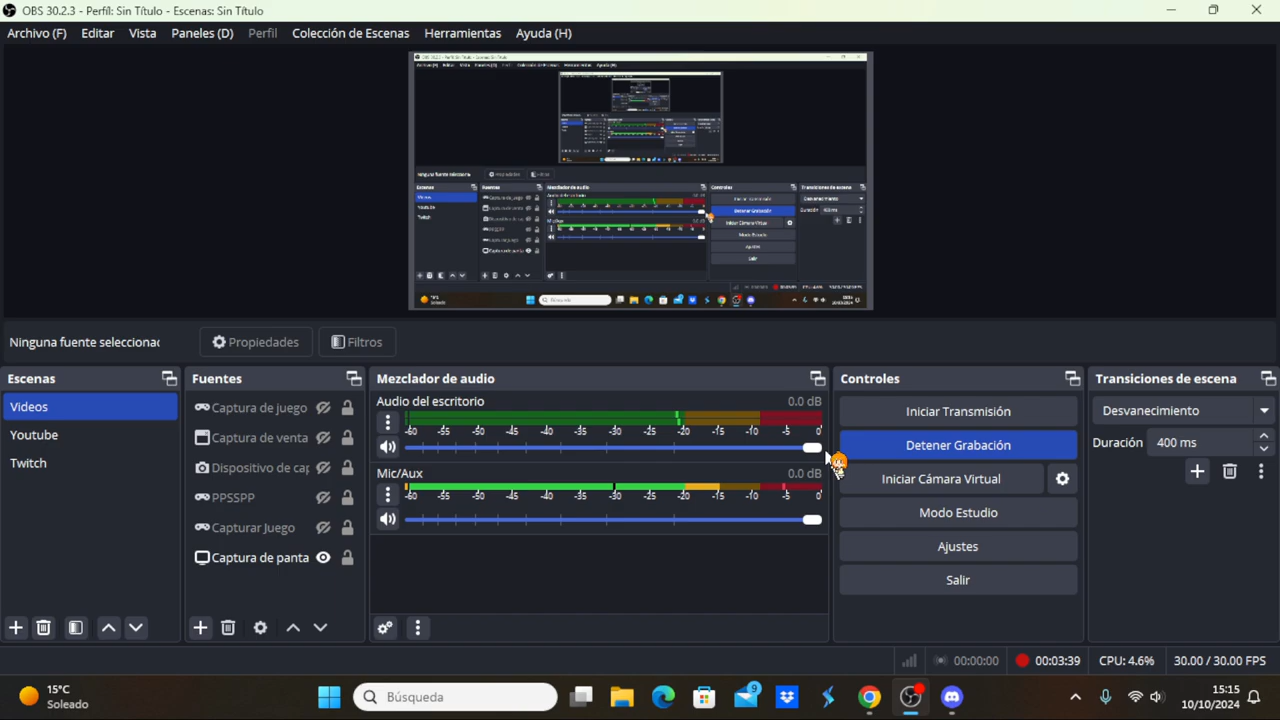 OBS 30.2.3 - Perfil: Sin Título - Escenas: Sin Título
Archivo (F) Editar Vista Paneles (D) Perfil Colección de Escenas Herramientas Ayuda (H)
Ninguna fuente seleccionac Propiedades Filtros
Escenas
Videos
Youtube
Twitch
Fuentes
Captura de juego
Captura de venta
Dispositivo de cap
PPSSPP
Capturar Juego
Captura de panta
Mezclador de audio
Audio del escritorio 0.0 dB
-60 -55 -50 -45 -40 -35 -30 -25 -20 -15 -10 -5 0
Mic/Aux 0.0 dB
-60 -55 -50 -45 -40 -35 -30 -25 -20 -15 -10 -5 0
Controles
Iniciar Transmisión
Detener Grabación
Iniciar Cámara Virtual
Modo Estudio
Ajustes
Salir
Transiciones de escena
Desvanecimiento
Duración 400 ms
00:00:00 00:03:39 CPU: 4.6% 30.00 / 30.00 FPS
15°C
Soleado
Búsqueda
9
15:15
10/10/2024